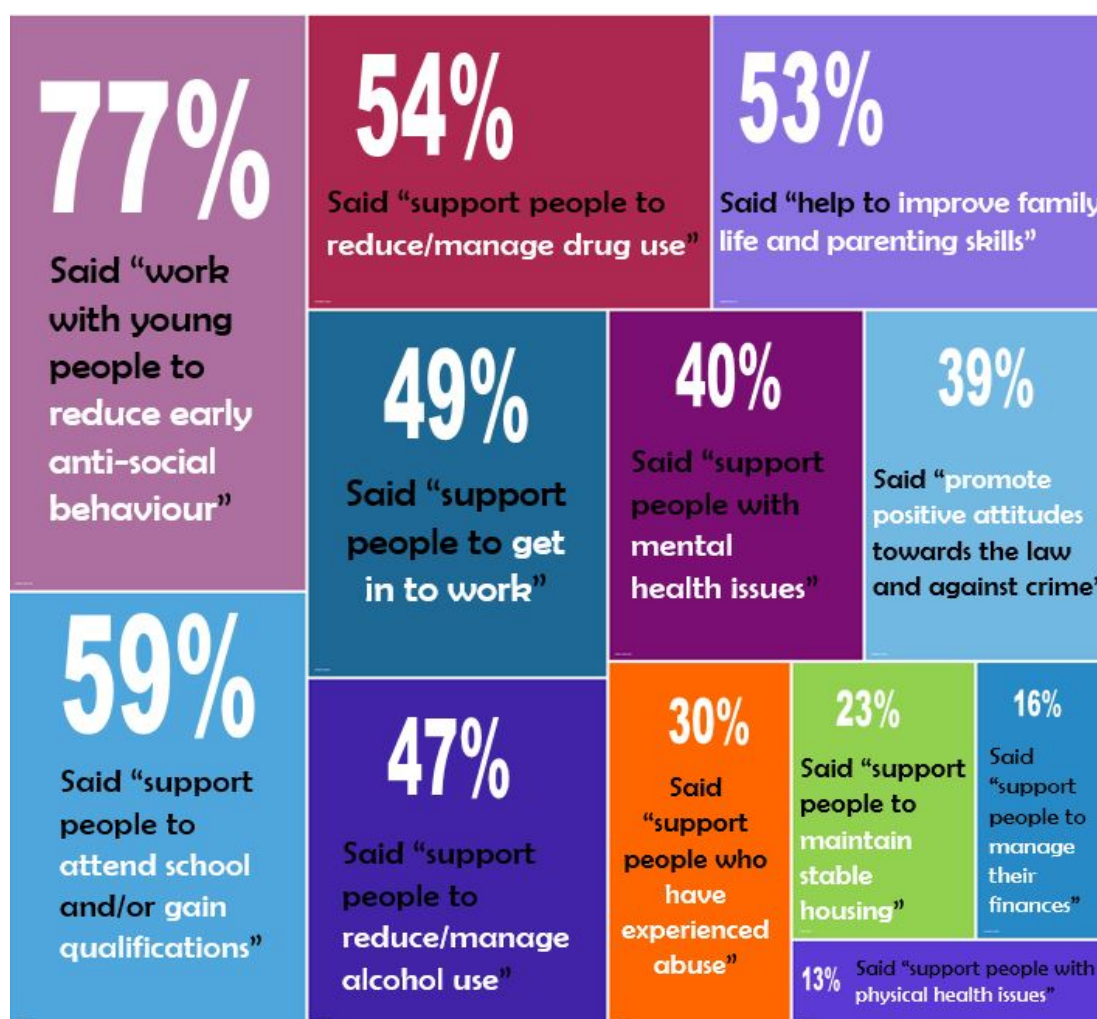 77%
Said “work
with young
people to
reduce early
anti-social
behaviour”
54%
Said “support people to
reduce/manage drug use”
53%
Said “help to improve family
life and parenting skills”
59%
Said “support
people to
attend school
and/or gain
qualifications”
49%
Said “support
people to get
in to work”
40%
Said “support
people with
mental
health issues”
39%
Said “promote
positive attitudes
towards the law
and against crime”
47%
Said “support
people to
reduce/manage
alcohol use”
30%
Said
“support
people who
have
experienced
abuse”
23%
Said “support
people to
maintain
stable
housing”
16%
Said
“support
people to
manage
their
finances”
13%
Said “support people with
physical health issues”